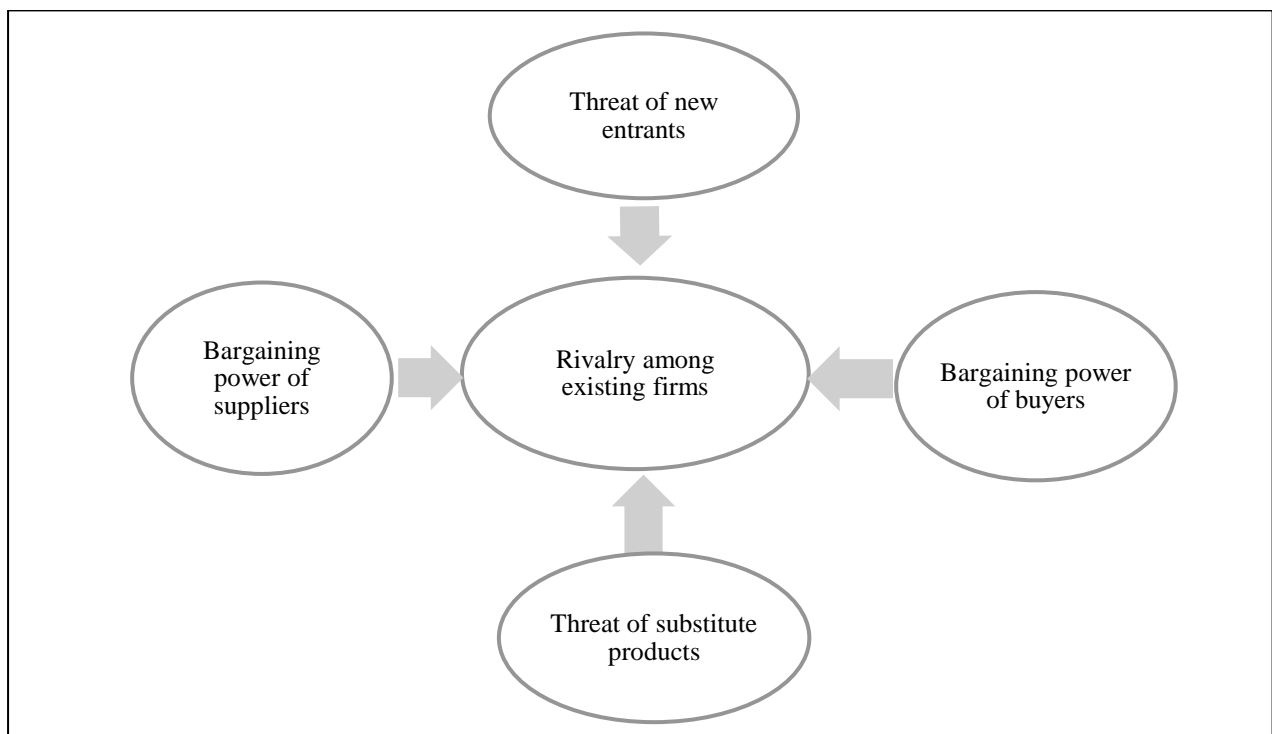 Threat of new
entrants
Bargaining
power of
suppliers
Rivalry among
existing firms
Bargaining power
of buyers
Threat of substitute
products